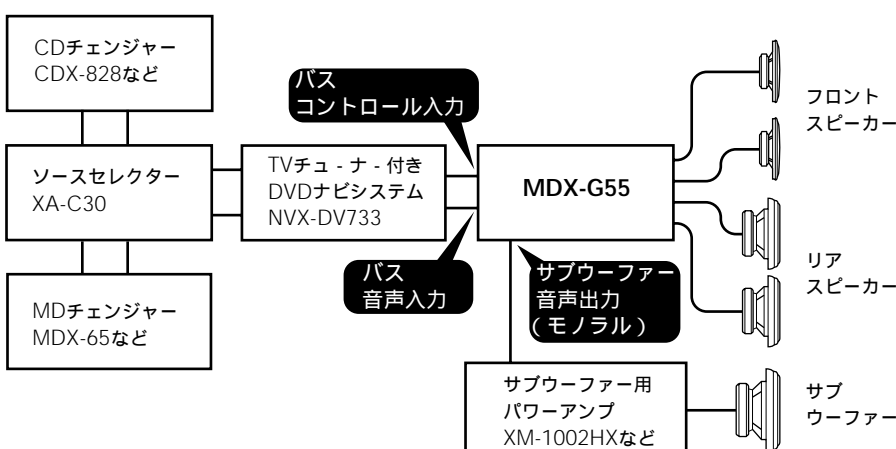 CDチェンジャー
CDX-828など
バス
コントロール入力
フロント
スピーカー
ソースセレクター
XA-C30
TVチュ-ナ-付き
DVDナビシステム
NVX-DV733
MDX-G55
バス
音声入力
サブウーファー
音声出力
(モノラル)
リア
スピーカー
MDチェンジャー
MDX-65など
サブウーファー用
パワーアンプ
XM-1002HXなど
サブ
ウーファー